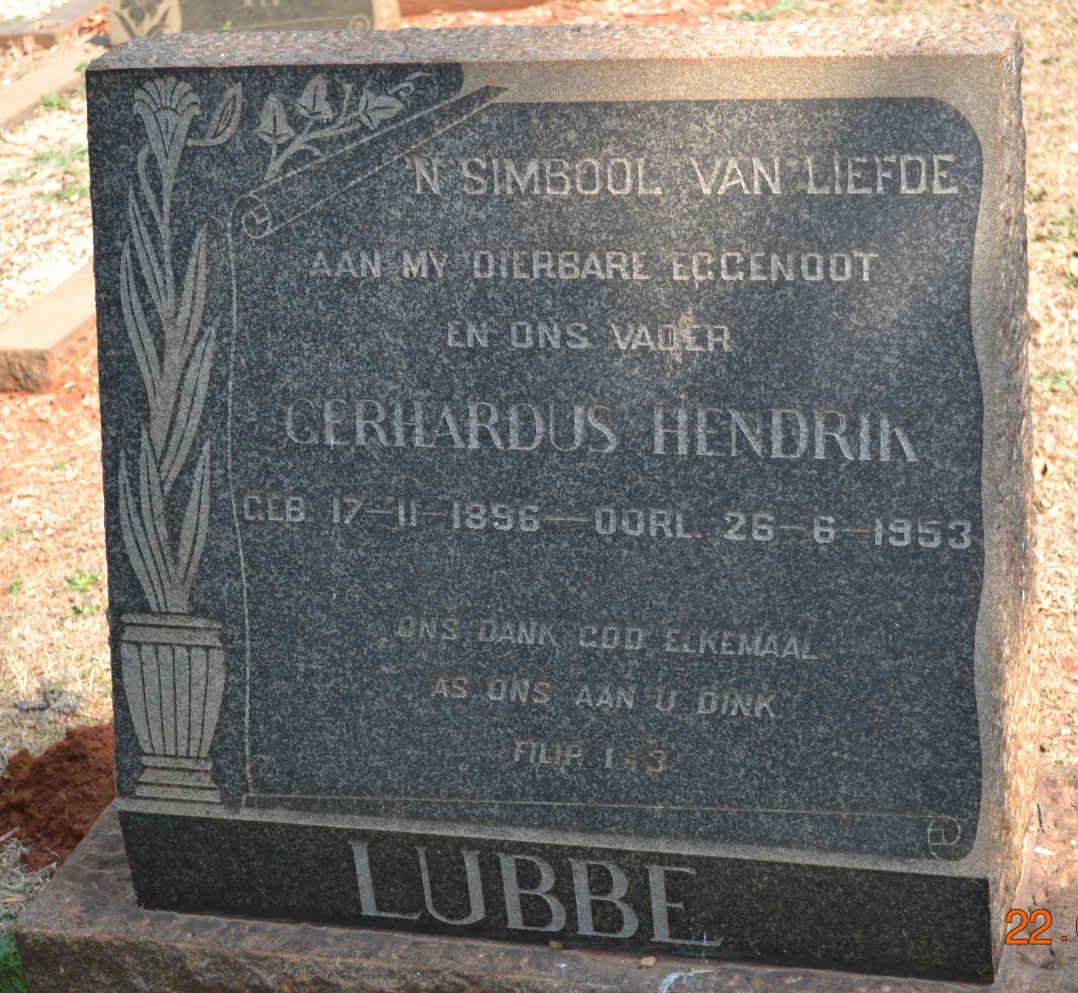 'N SIMBOOL VAN LIEFDE
AAN MY DIERBARE EGGENOOT
EN ONS VADER
GERHARDUS HENDRIK
GEB. 17-11-1896 - OORL. 26-6-1953
ONS DANK GOD ELKEMAAL
AS ONS AAN U DINK
FILIP. 1:3
LUBBE
22.